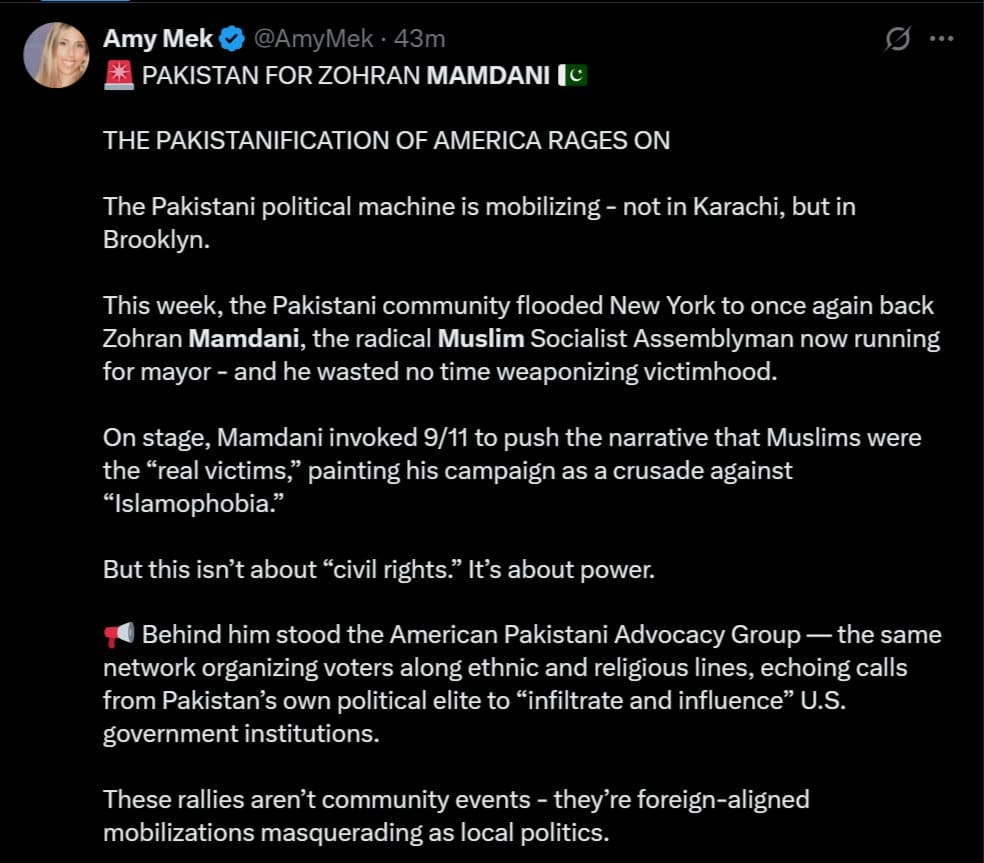 Amy Mek @AmyMek · 43m
🚨 PAKISTAN FOR ZOHRAN MAMDANI 🇵🇰
THE PAKISTANIFICATION OF AMERICA RAGES ON
The Pakistani political machine is mobilizing - not in Karachi, but in
Brooklyn.
This week, the Pakistani community flooded New York to once again back
Zohran Mamdani, the radical Muslim Socialist Assemblyman now running
for mayor - and he wasted no time weaponizing victimhood.
On stage, Mamdani invoked 9/11 to push the narrative that Muslims were
the “real victims,” painting his campaign as a crusade against
“Islamophobia.”
But this isn’t about “civil rights.” It’s about power.
📢 Behind him stood the American Pakistani Advocacy Group — the same
network organizing voters along ethnic and religious lines, echoing calls
from Pakistan’s own political elite to “infiltrate and influence” U.S.
government institutions.
These rallies aren’t community events - they’re foreign-aligned
mobilizations masquerading as local politics.